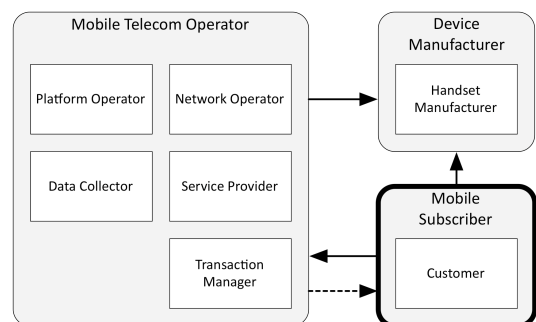 Mobile Telecom Operator
Platform Operator
Network Operator
Data Collector
Service Provider
Transaction
Manager
Device
Manufacturer
Handset
Manufacturer
Mobile
Subscriber
Customer